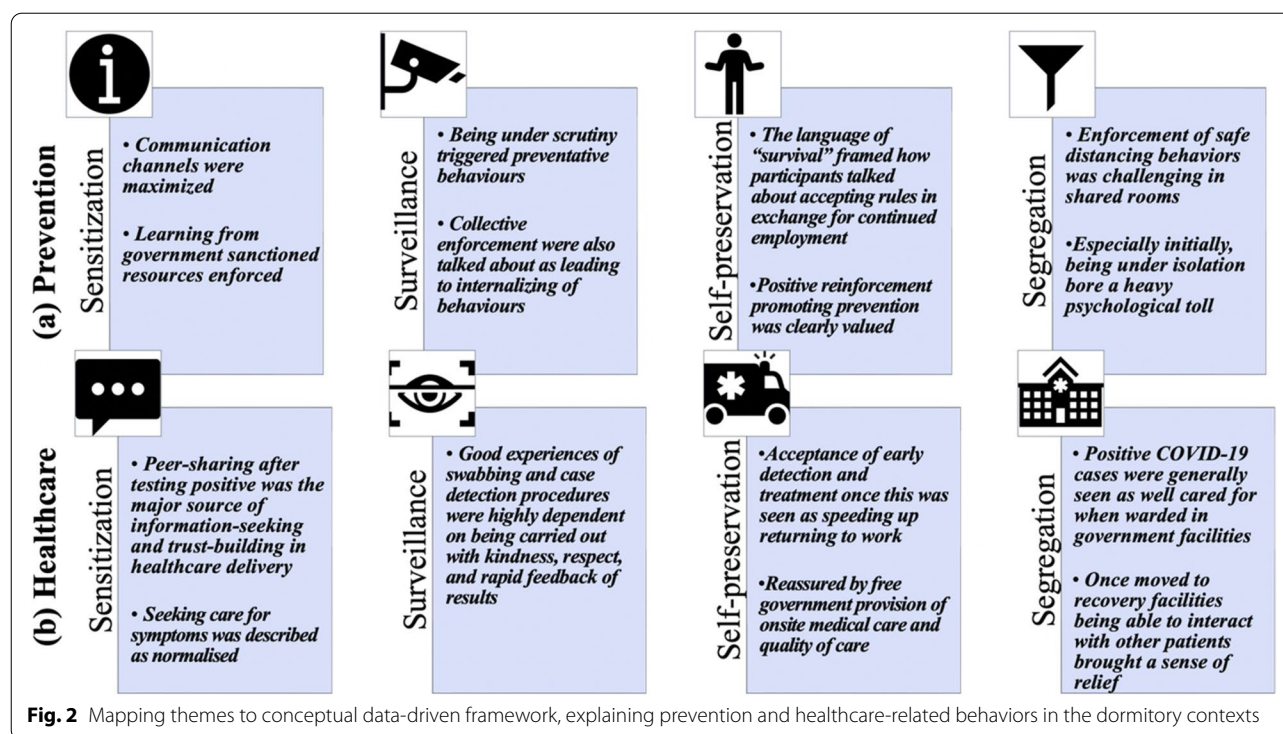 (a) Prevention
Sensitization
• Communication
channels were
maximized
• Learning from
government sanctioned
resources enforced
Surveillance
• Being under scrutiny
triggered preventative
behaviours
• Collective
enforcement were also
talked about as leading
to internalizing of
behaviours
Self-preservation
• The language of
“survival” framed how
participants talked
about accepting rules in
exchange for continued
employment
•Positive reinforcement
promoting prevention
was clearly valued
Segregation
• Enforcement of safe
distancing behaviors
was challenging in
shared rooms
•Especially initially,
being under isolation
bore a heavy
psychological toll
(b) Healthcare
Sensitization
• Peer-sharing after
testing positive was the
major source of
information-seeking
and trust-building in
healthcare delivery
• Seeking care for
symptoms was described
as normalised
Surveillance
• Good experiences of
swabbing and case
detection procedures
were highly dependent
on being carried out
with kindness, respect,
and rapid feedback of
results
Self-preservation
•Acceptance of early
detection and
treatment once this was
seen as speeding up
returning to work
•Reassured by free
government provision of
onsite medical care and
quality of care
Segregation
• Positive COVID-19
cases were generally
seen as well cared for
when warded in
government facilities
• Once moved to
recovery facilities
being able to interact
with other patients
brought a sense of
relief
Fig. 2 Mapping themes to conceptual data-driven framework, explaining prevention and healthcare-related behaviors in the dormitory contexts